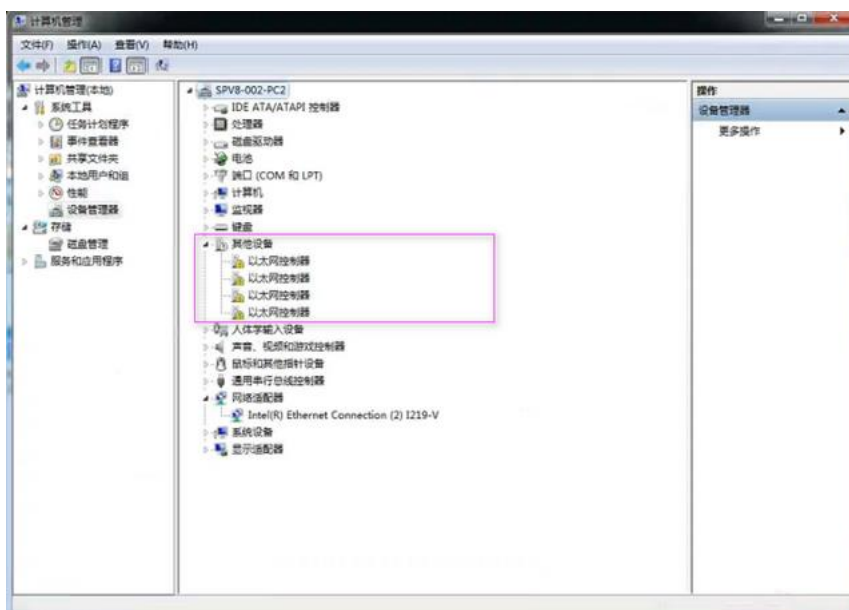 计算机管理
文件(F) 操作(A) 查看(V) 帮助(H)
计算机管理(本地)
系统工具
任务计划程序
事件查看器
共享文件夹
本地用户和组
性能
设备管理器
存储
磁盘管理
服务和应用程序
SPV8-002-PC2
IDE ATA/ATAPI 控制器
处理器
磁盘驱动器
电池
端口 (COM 和 LPT)
计算机
监视器
键盘
其他设备
以太网控制器
以太网控制器
以太网控制器
以太网控制器
人体学输入设备
声音、视频和游戏控制器
鼠标和其他指针设备
通用串行总线控制器
网络适配器
Intel(R) Ethernet Connection (2) I219-V
系统设备
显示适配器
操作
设备管理器
更多操作